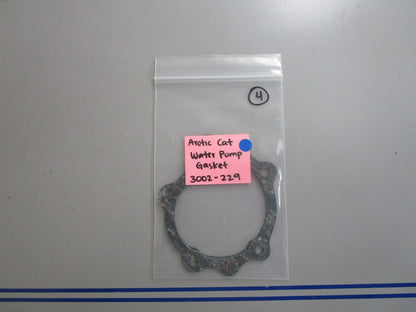 4
Arctic Cat
Water Pump
Gasket
3002-229